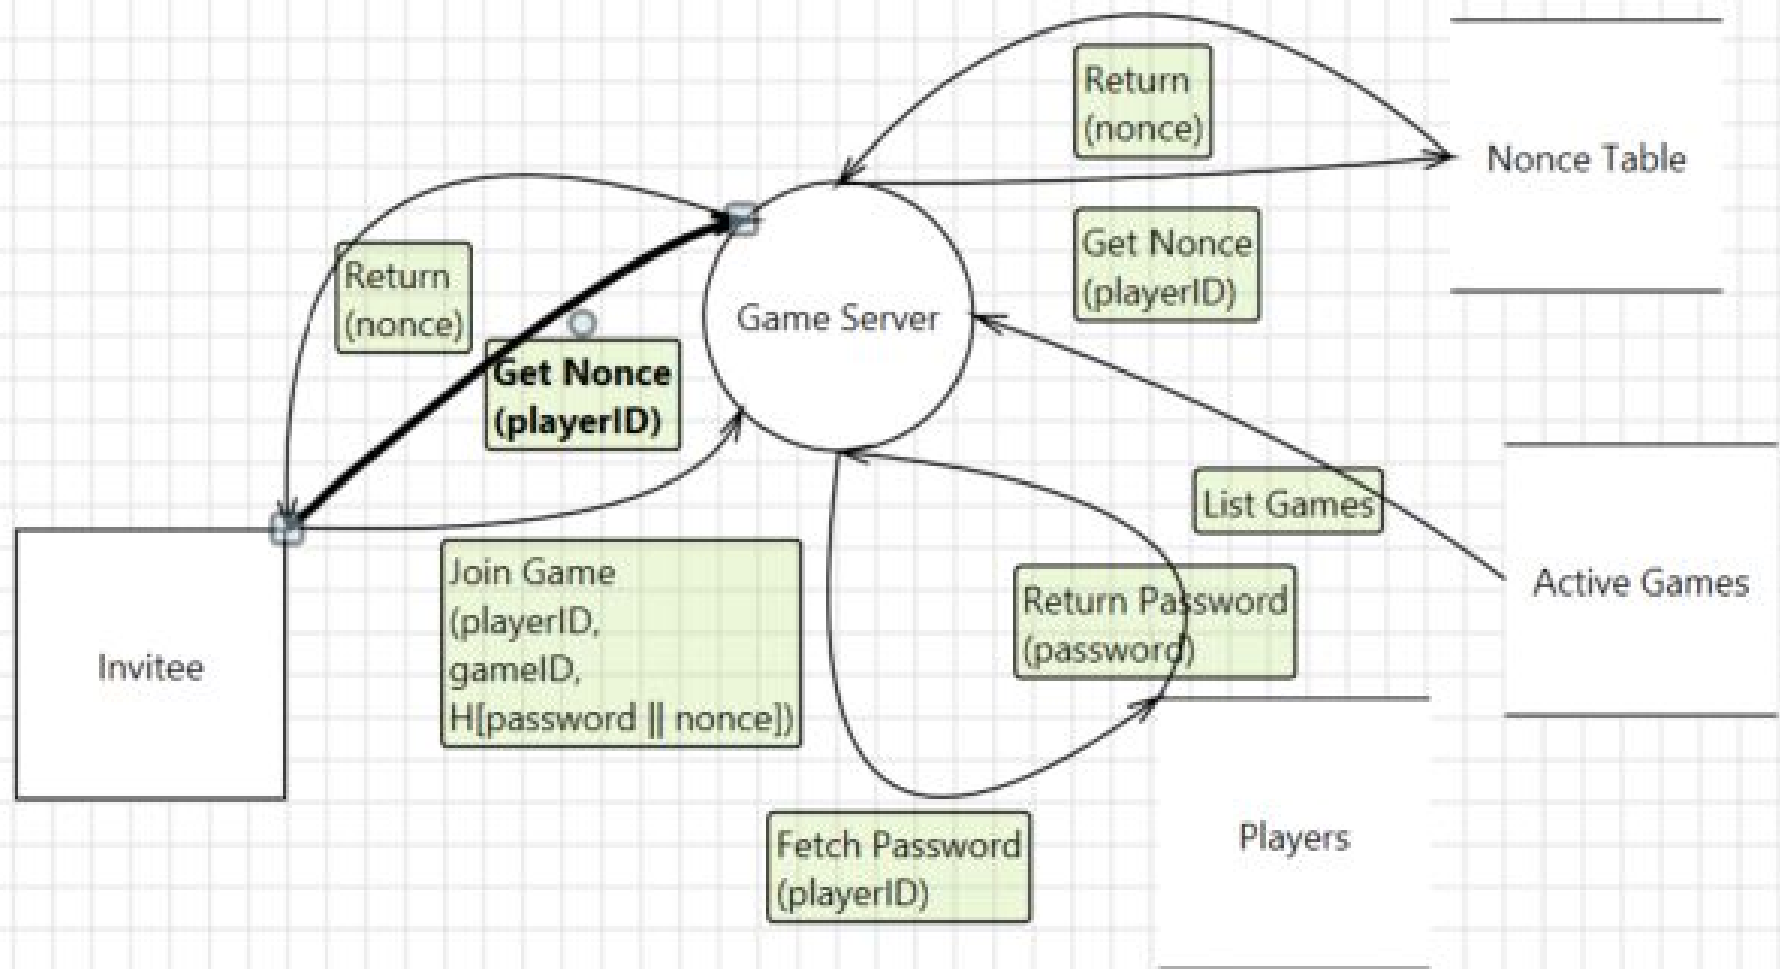 Return
(nonce)
Nonce Table
Get Nonce
(playerID)
Return
(nonce)
Get Nonce
(playerID)
Game Server
List Games
Active Games
Join Game
(playerID,
gameID,
H[password || nonce])
Return Password
(password)
Invitee
Fetch Password
(playerID)
Players